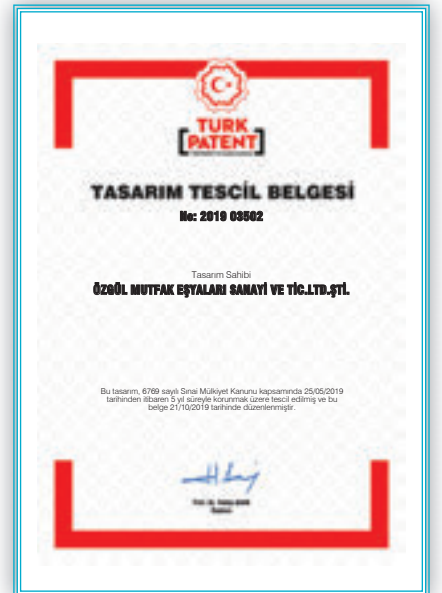 TURK
PATENT
TASARIM TESCİL BELGESİ
No: 2019 03502
Tasarım Sahibi
ÖZGÜL MUTFAK EŞYALARI SANAYİ VE TİC.LTD.ŞTİ.
Bu tasarım, 6769 sayılı Sınai Mülkiyet Kanunu kapsamında 25/05/2019
tarihinden itibaren 5 yıl süreyle korunmak üzere tescil edilmiş ve bu
belge 21/10/2019 tarihinde düzenlenmiştir.